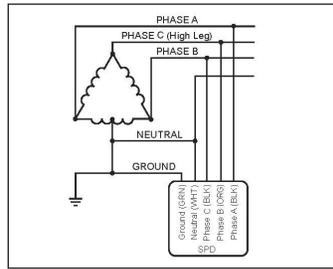 PHASE A
PHASE C (High Leg)
PHASE B
NEUTRAL
GROUND
Ground (GRN)
Neutral (WHT)
Phase C (BLK)
Phase B (ORG)
Phase A (BLK)
SPD